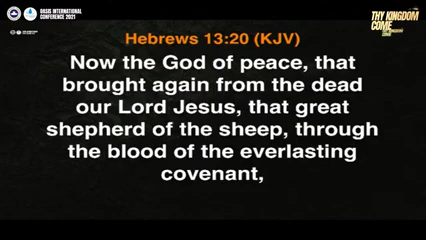 OASIS INTERNATIONAL
CONFERENCE 2021
THY KINGDOM
COME
Hebrews 13:20 (KJV)
Now the God of peace, that
brought again from the dead
our Lord Jesus, that great
shepherd of the sheep, through
the blood of the everlasting
covenant,